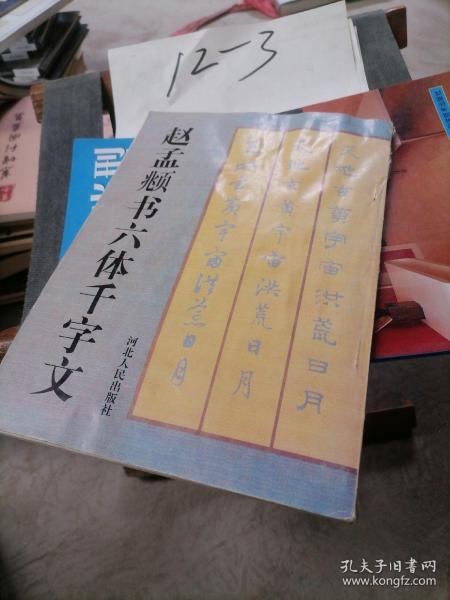 12-3
赵孟頫书六体千字文
河北人民出版社
天地玄黄宇宙洪荒日月
天地玄黄宇宙洪荒日月
天地玄黄宇宙洪荒日月
刊
孔夫子旧书网
www.kongfz.com